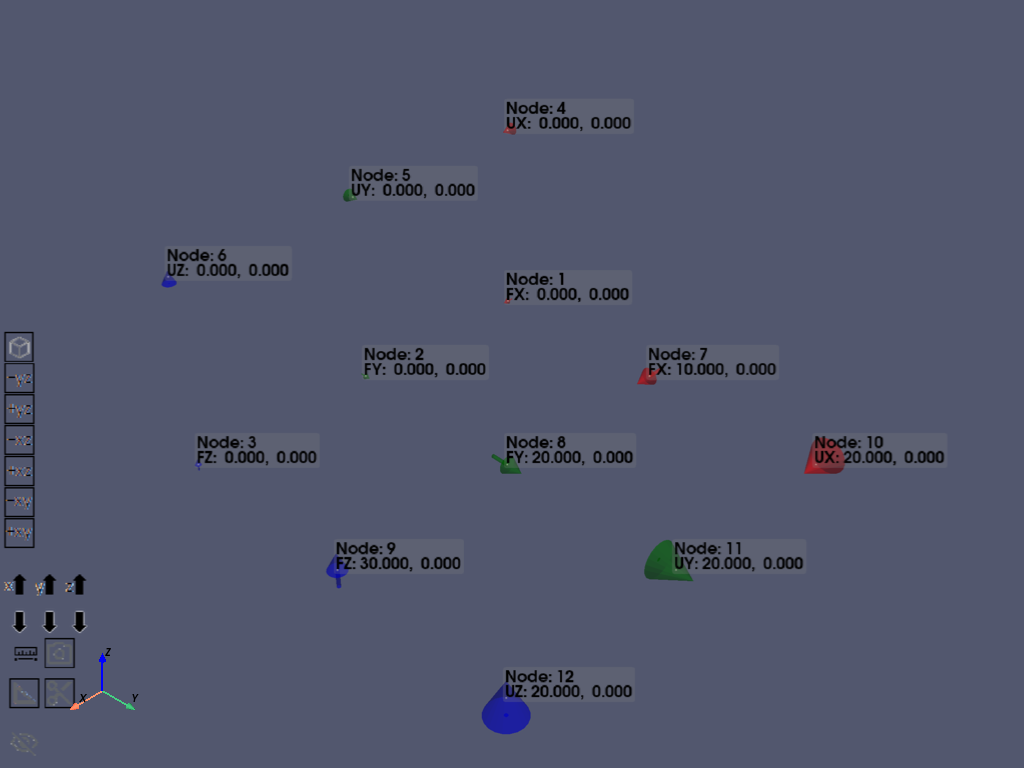 Node: 4
UX: 0.000, 0.000
Node: 5
UY: 0.000, 0.000
Node: 6
UZ: 0.000, 0.000
Node: 1
FX: 0.000, 0.000
Node: 2
FY: 0.000, 0.000
Node: 7
FX: 10.000, 0.000
Node: 3
FZ: 0.000, 0.000
Node: 8
FY: 20.000, 0.000
Node: 10
UX: 20.000, 0.000
Node: 9
FZ: 30.000, 0.000
Node: 11
UY: 20.000, 0.000
Node: 12
UZ: 20.000, 0.000
-yz
+yz
-xz
+xz
-xy
+xy
x y z
Z
X Y